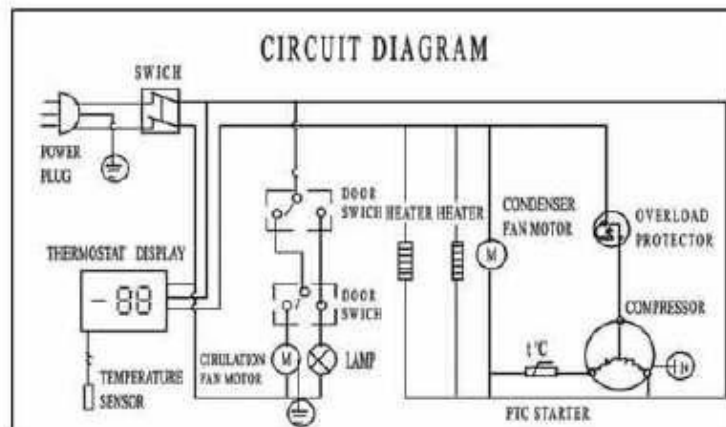 CIRCUIT DIAGRAM
SWICH
POWER
PLUG
DOOR
SWICH
HEATER
HEATER
CONDENSER
FAN MOTOR
M
OVERLOAD
PROTECTOR
THERMOSTAT DISPLAY
-88
DOOR
SWICH
COMPRESSOR
M
CIRULATION
FAN MOTOR
LAMP
t°C
TEMPERATURE
SENSOR
PTC STARTER